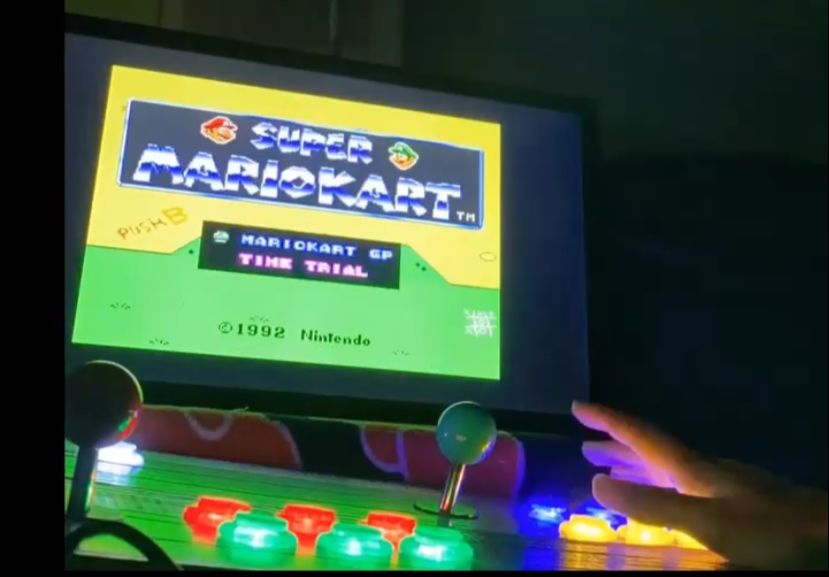 SUPER
MARIOKART
TM
PUSH B
MARIOKART GP
TIME TRIAL
©1992 Nintendo